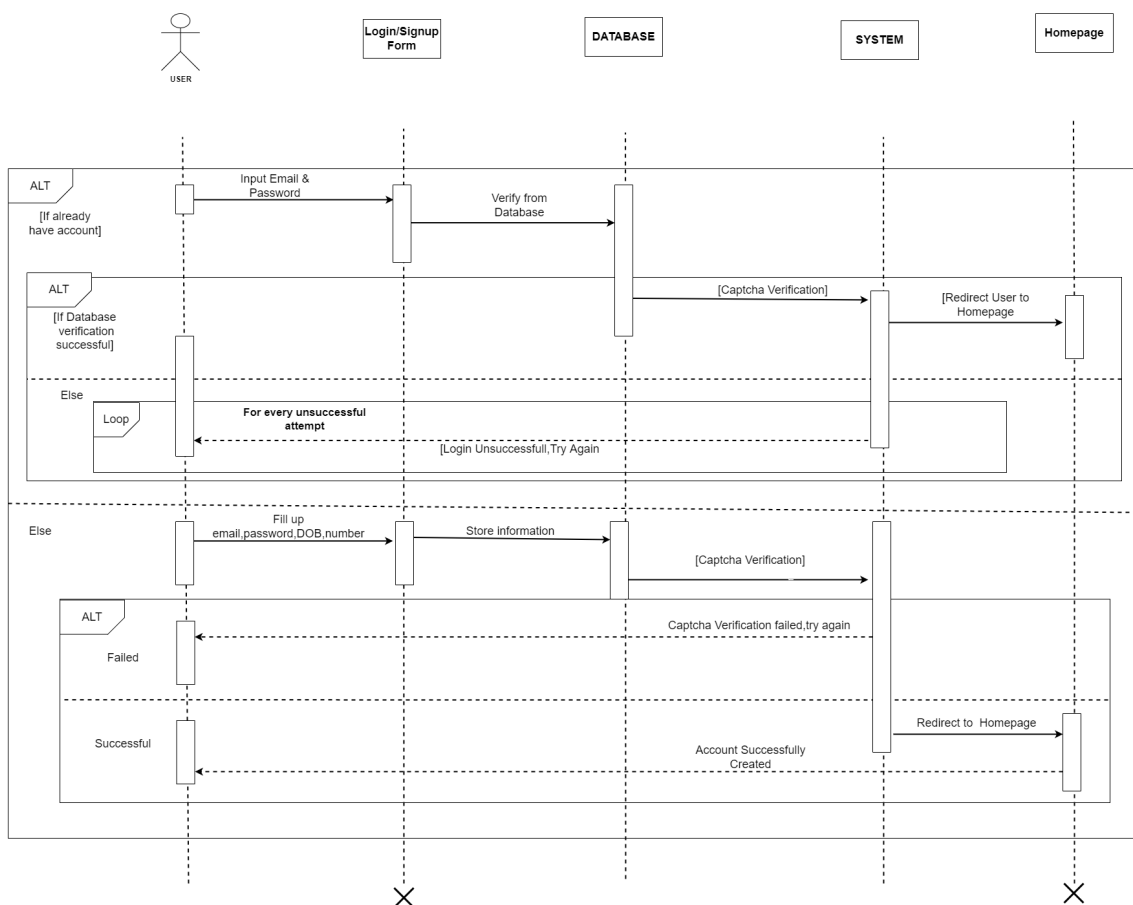 Login/Signup
Form
DATABASE
SYSTEM
Homepage
USER
ALT
[If already
have account]
Input Email &
Password
Verify from
Database
ALT
[If Database
verification
successful]
[Captcha Verification]
[Redirect User to
Homepage
Else
Loop
For every unsuccessful
attempt
[Login Unsuccessfull,Try Again
Else
Fill up
email,password,DOB,number
Store information
[Captcha Verification]
ALT
Failed
Captcha Verification failed,try again
Successful
Redirect to Homepage
Account Successfully
Created